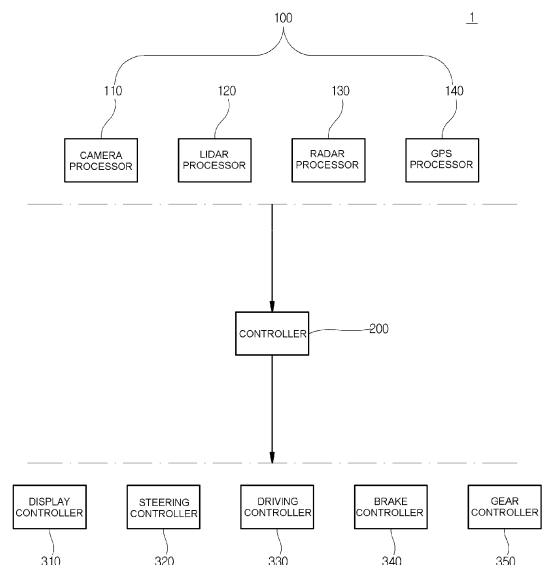 100
1
110
120
130
140
CAMERA
PROCESSOR
LIDAR
PROCESSOR
RADAR
PROCESSOR
GPS
PROCESSOR
CONTROLLER
200
DISPLAY
CONTROLLER
STEERING
CONTROLLER
DRIVING
CONTROLLER
BRAKE
CONTROLLER
GEAR
CONTROLLER
310
320
330
340
350